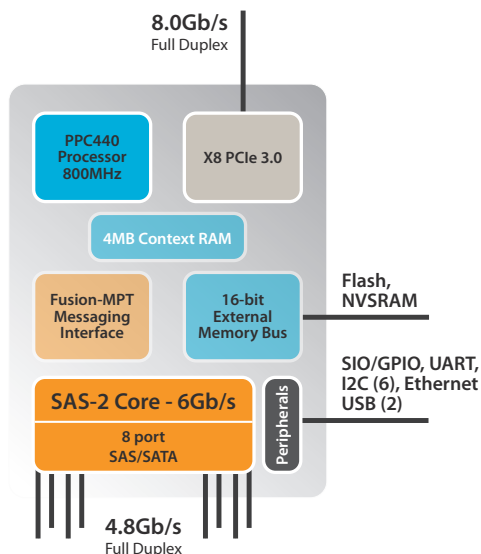 8.0Gb/s
Full Duplex
PPC440
Processor
800MHz
X8 PCIe 3.0
4MB Context RAM
Fusion-MPT
Messaging
Interface
16-bit
External
Memory Bus
Flash,
NVSRAM
SIO/GPIO, UART,
I2C (6), Ethernet
USB (2)
SAS-2 Core - 6Gb/s
8 port
SAS/SATA
Peripherals
4.8Gb/s
Full Duplex